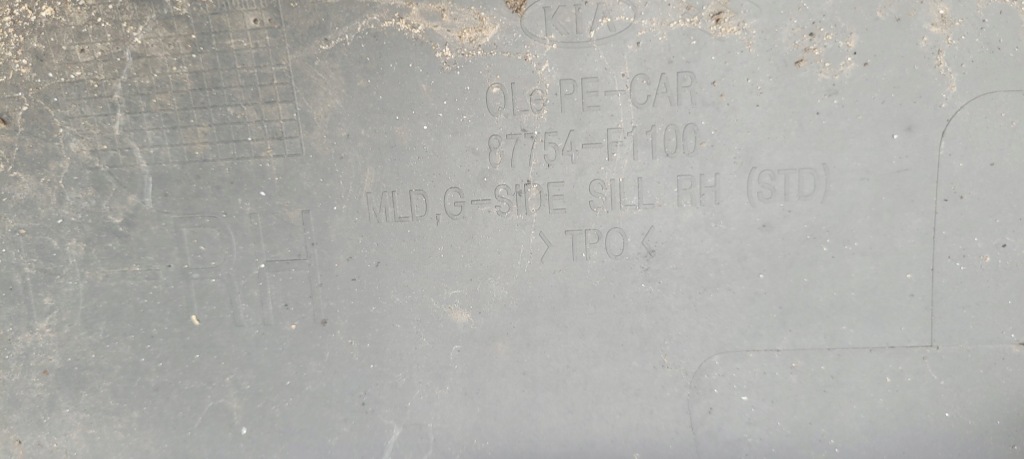 KIA
QLe PE-CAR
87754-F1100
MLD,G-SIDE SILL RH (STD)
>TPO<
RH